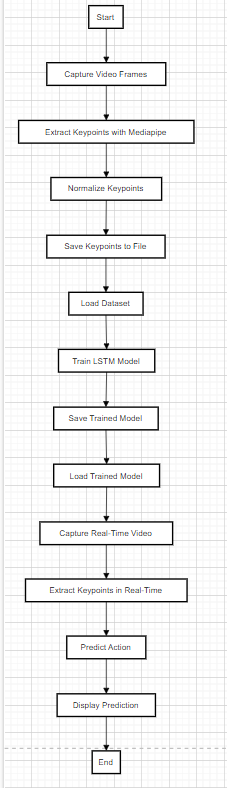 Start
Capture Video Frames
Extract Keypoints with Mediapipe
Normalize Keypoints
Save Keypoints to File
Load Dataset
Train LSTM Model
Save Trained Model
Load Trained Model
Capture Real-Time Video
Extract Keypoints in Real-Time
Predict Action
Display Prediction
End